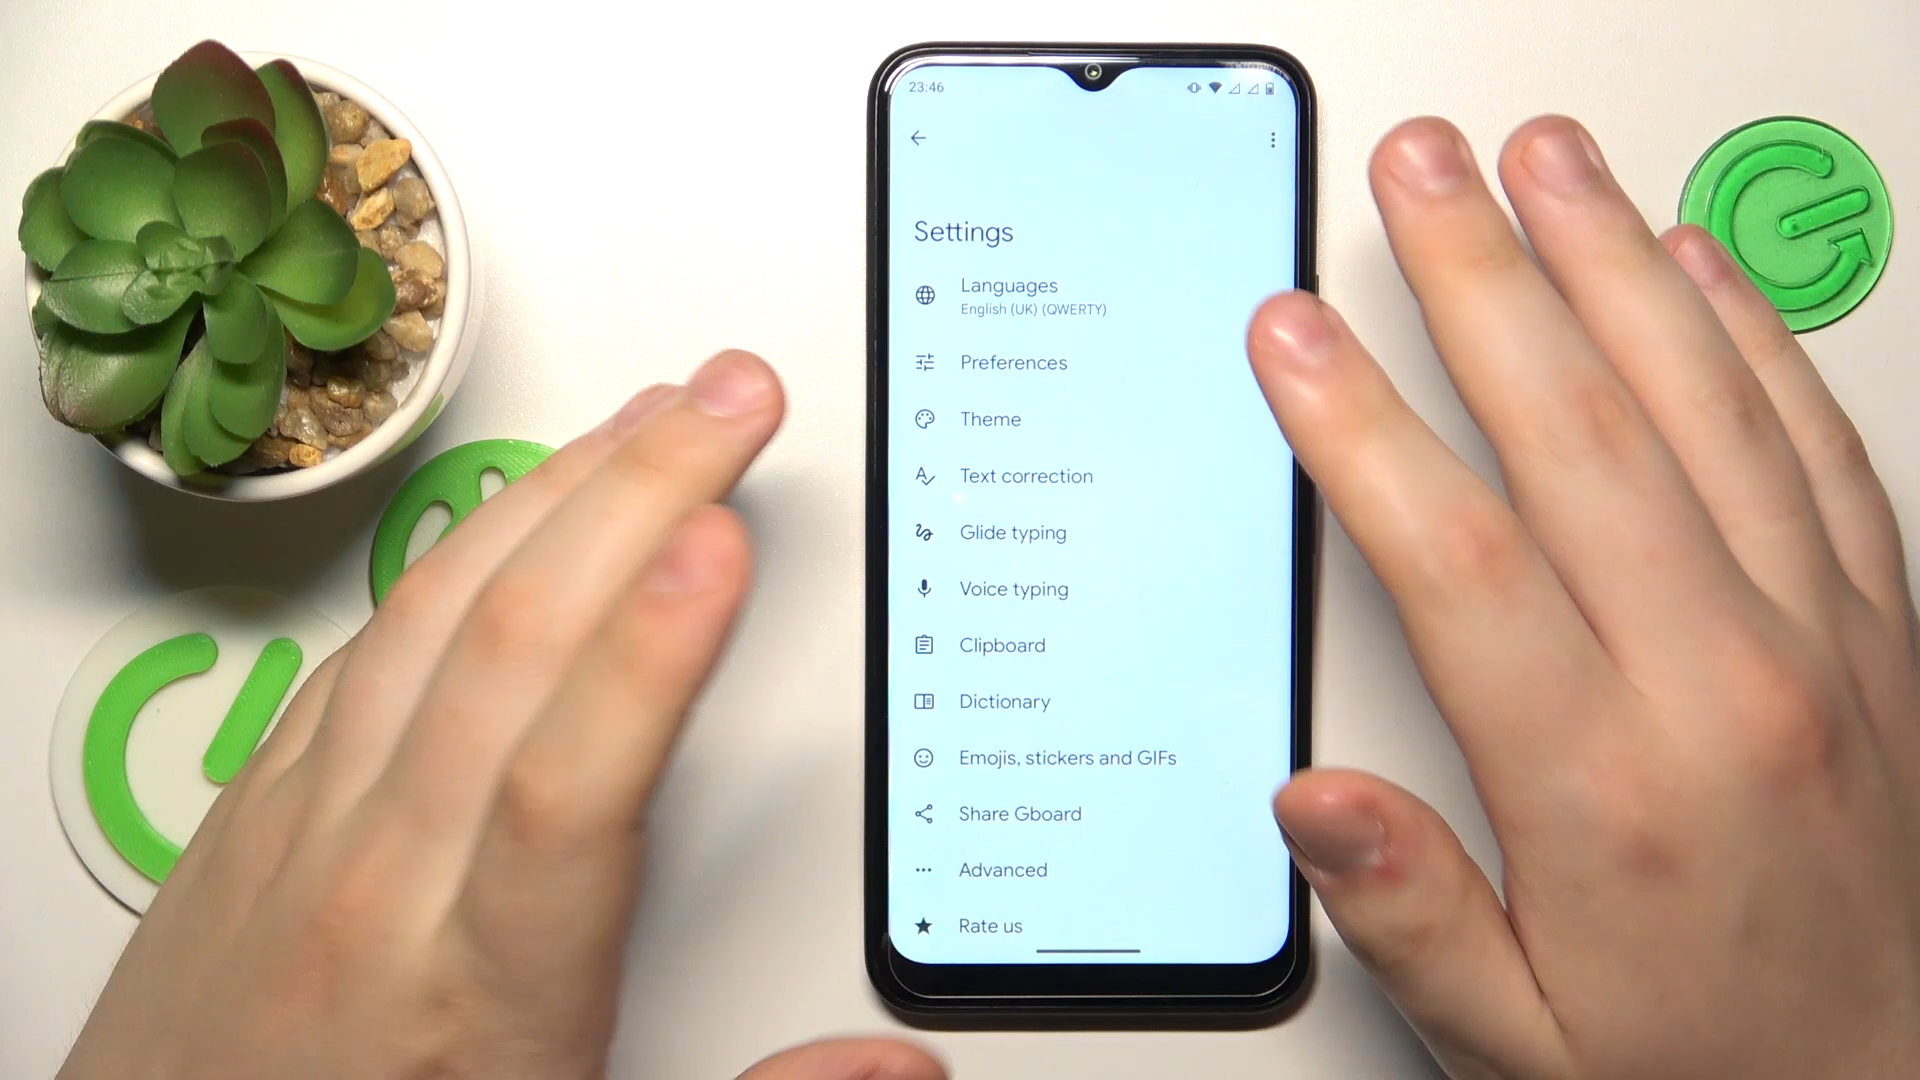 23:46
Settings
Languages
English (UK) (QWERTY)
Preferences
Theme
Text correction
Glide typing
Voice typing
Clipboard
Dictionary
Emojis, stickers and GIFs
Share Gboard
Advanced
Rate us